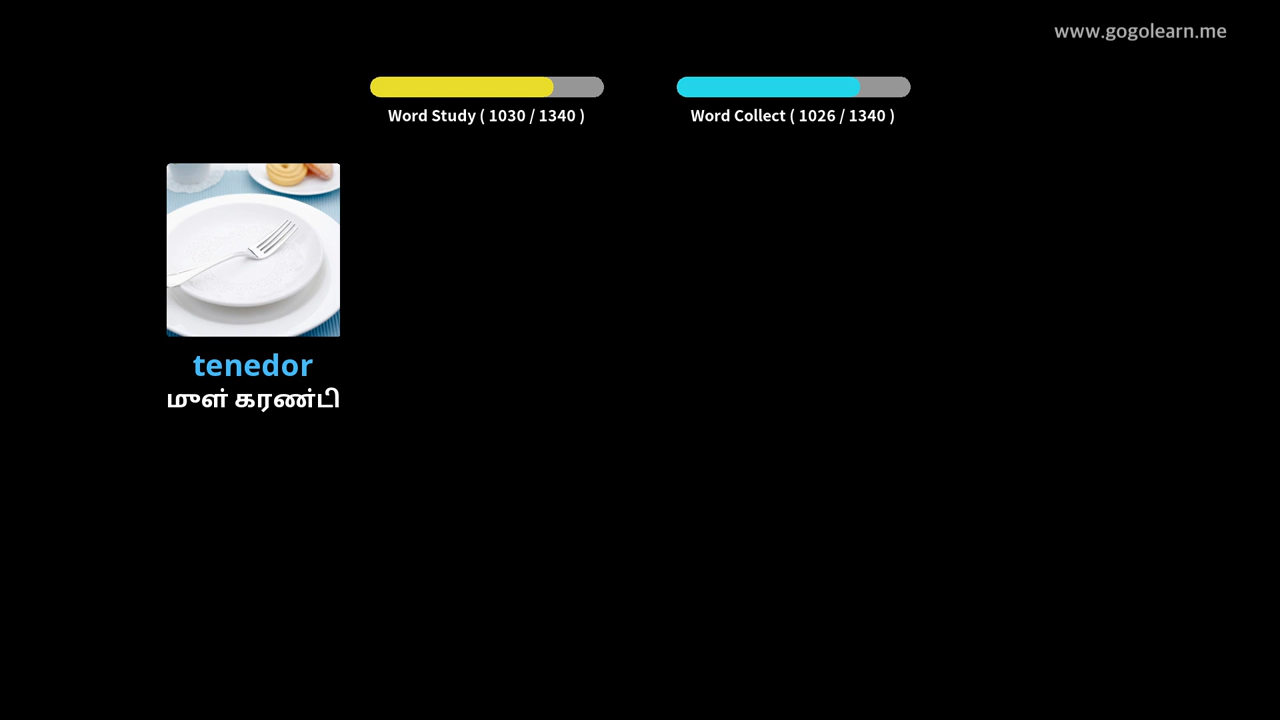 www.gogolearn.me
Word Study ( 1030 / 1340 )
Word Collect ( 1026 / 1340 )
tenedor
முள் கரண்டி